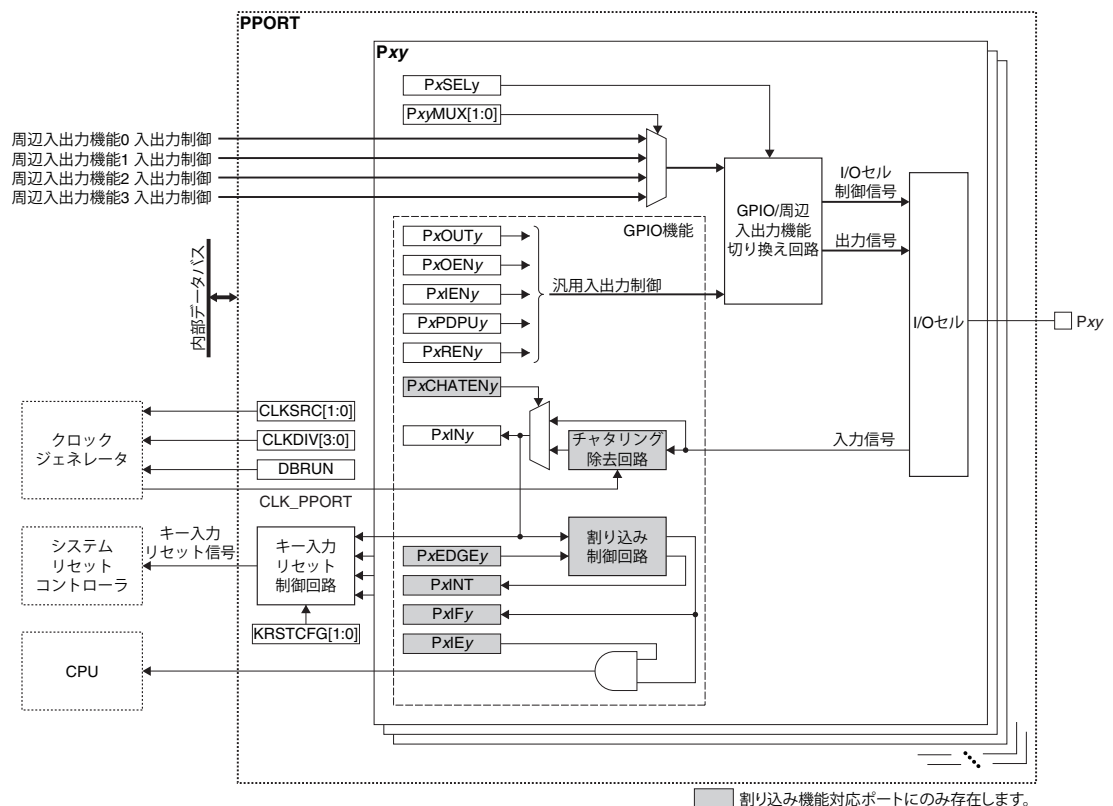 PPORT
Pxy
PxSELy
PxyMUX[1:0]
周辺入出力機能0 入出力制御
周辺入出力機能1 入出力制御
周辺入出力機能2 入出力制御
周辺入出力機能3 入出力制御
GPIO/周辺
入出力機能
切り換え回路
I/Oセル
制御信号
出力信号
I/Oセル
Pxy
GPIO機能
PxOUTy
PxOENy
PxIENy
PxPDPUy
PxRENy
汎用入出力制御
内部データバス
PxCHATENy
PxINy
チャタリング
除去回路
入力信号
クロック
ジェネレータ
CLKSRC[1:0]
CLKDIV[3:0]
DBRUN
CLK_PPORT
システム
リセット
コントローラ
キー入力
リセット信号
キー入力
リセット
制御回路
KRSTCFG[1:0]
PxEDGEy
PxINT
PxIFy
PxIEy
割り込み
制御回路
CPU
割り込み機能対応ポートにのみ存在します。